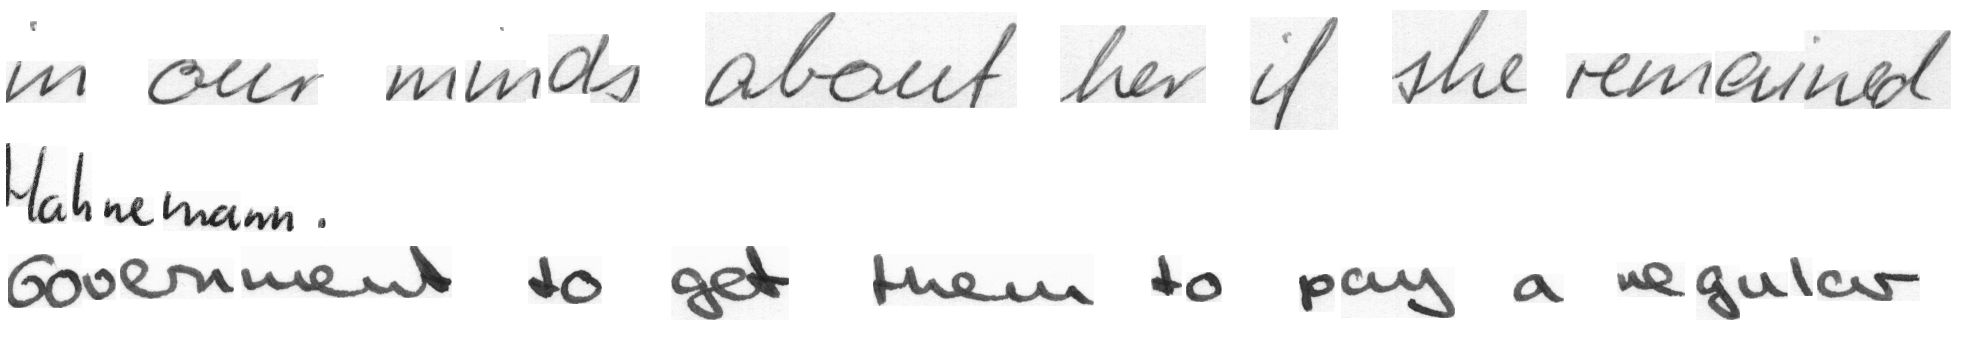 in our minds about her if she remained
Hahnemann.
Government to get them to pay a regular